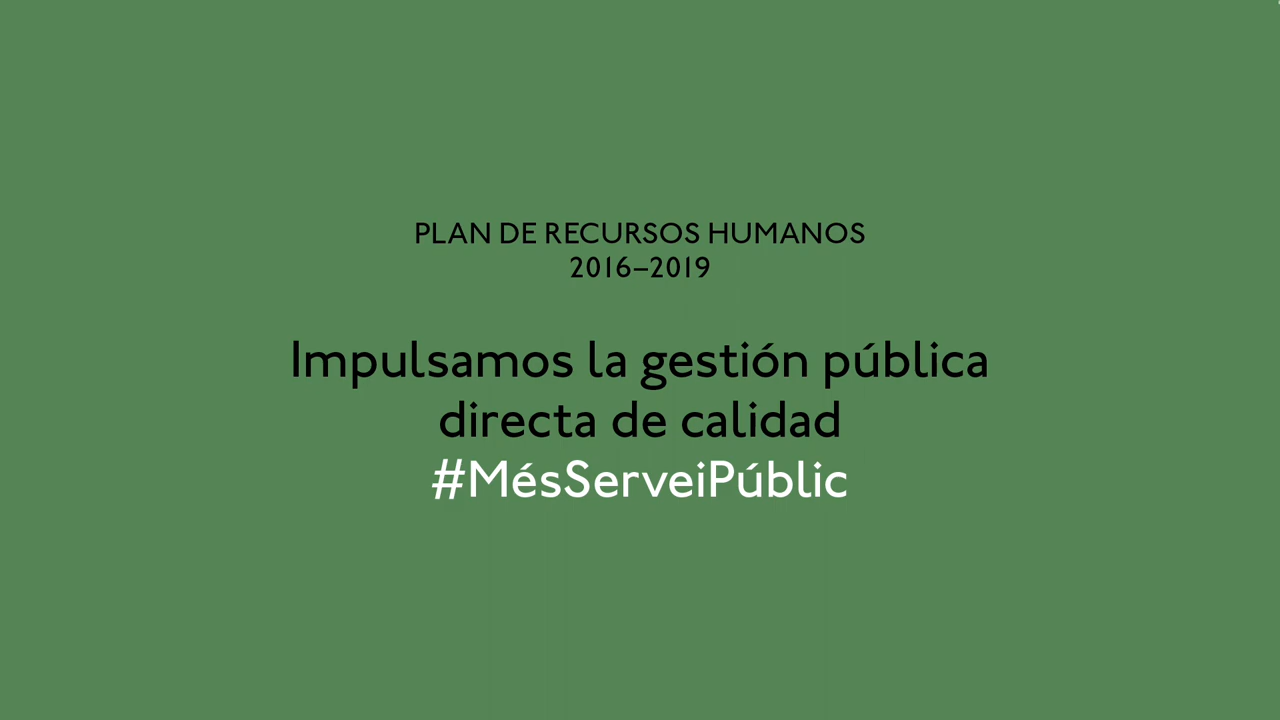 PLAN DE RECURSOS HUMANOS
2016–2019
Impulsamos la gestión pública
directa de calidad
#MésServeiPúblic